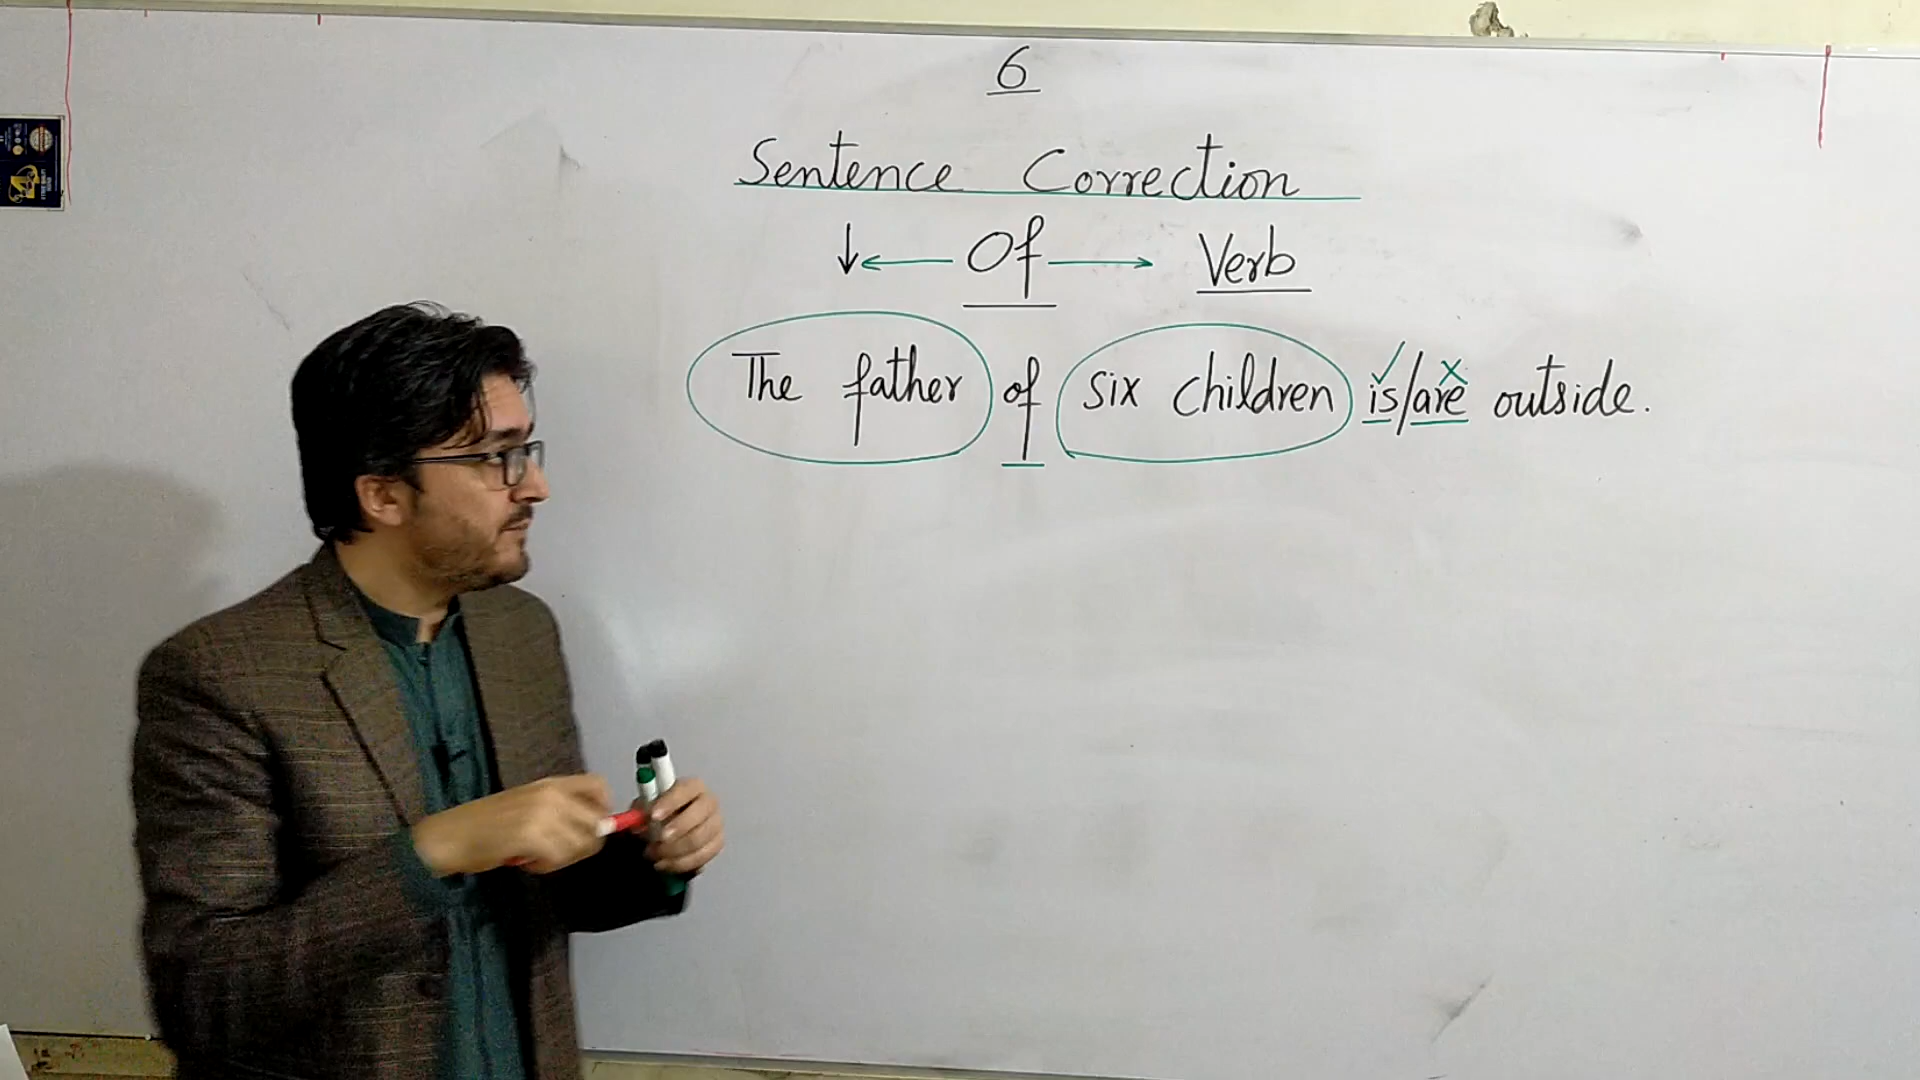 6
Sentence Correction
↓ ← Of → Verb
The father of six children is/are outside.